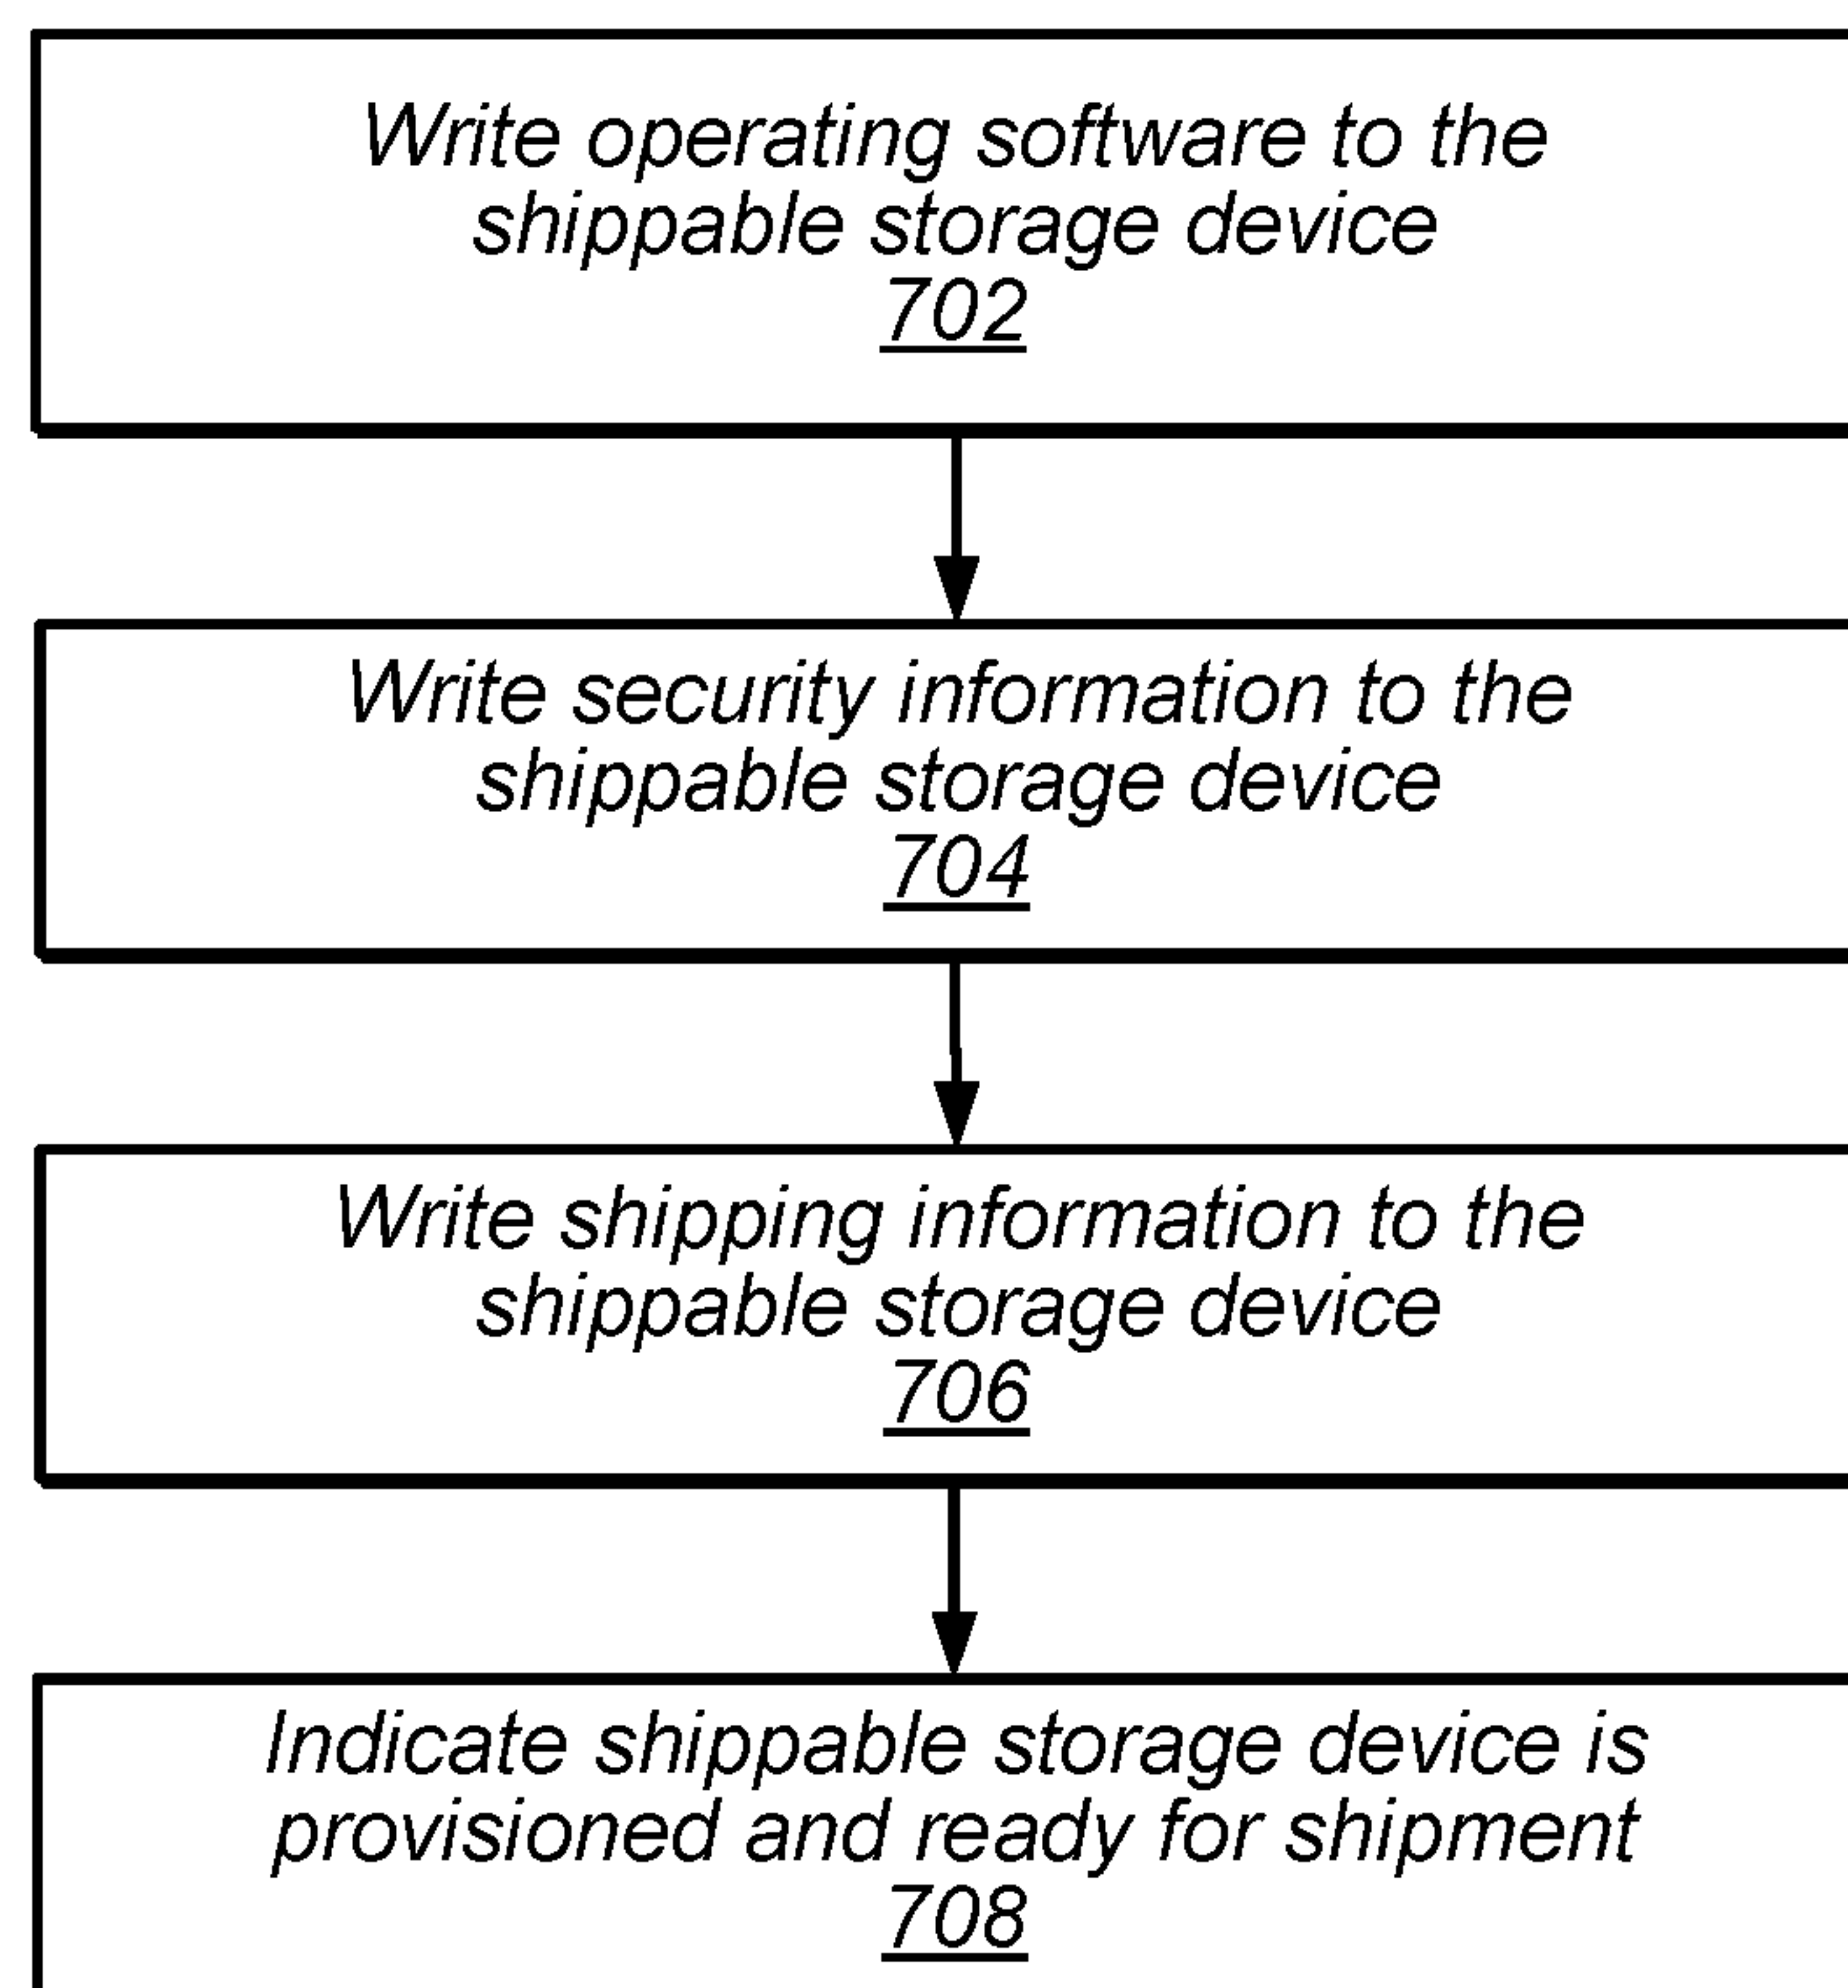 Write operating software to the
shippable storage device
702
Write security information to the
shippable storage device
704
Write shipping information to the
shippable storage device
706
Indicate shippable storage device is
provisioned and ready for shipment
708